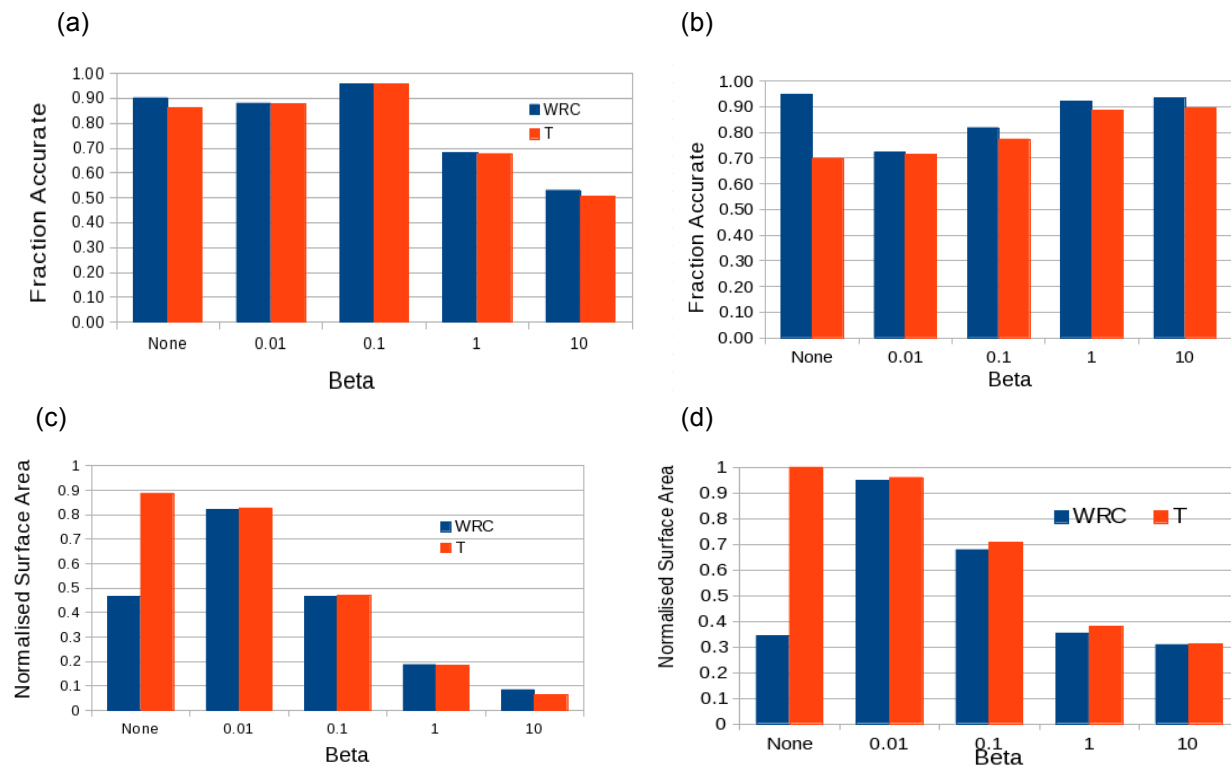 (a)
Fraction Accurate
1.00
0.90
0.80
0.70
0.60
0.50
0.40
0.30
0.20
0.10
0.00
WRC
T
None 0.01 0.1 1 10
Beta
(b)
Fraction Accurate
1.00
0.90
0.80
0.70
0.60
0.50
0.40
0.30
0.20
0.10
0.00
None 0.01 0.1 1 10
Beta
(c)
Normalised Surface Area
1
0.9
0.8
0.7
0.6
0.5
0.4
0.3
0.2
0.1
0
WRC
T
None 0.01 0.1 1 10
Beta
(d)
Normalised Surface Area
1
0.9
0.8
0.7
0.6
0.5
0.4
0.3
0.2
0.1
0
WRC T
None 0.01 0.1 1 10
Beta